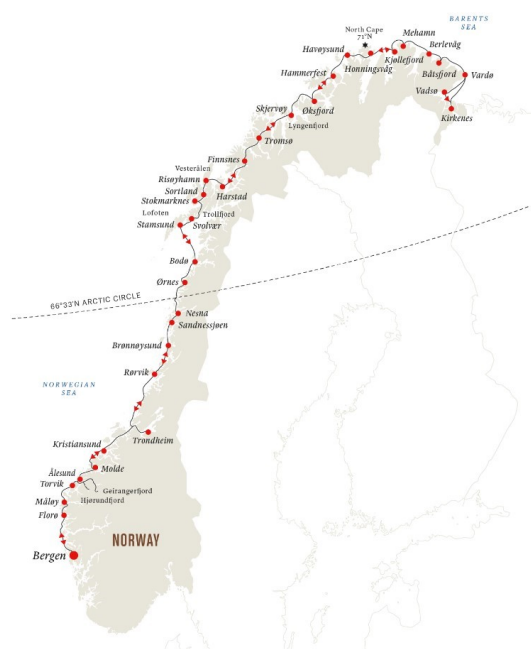 BARENTS
SEA
North Cape
71°N
Mehamn
Berlevåg
Havøysund
Kjøllefjord
Honningsvåg
Båtsfjord
Vardø
Hammerfest
Vadsø
Øksfjord
Skjervøy
Kirkenes
Lyngenfjord
Tromsø
Finnsnes
Vesterålen
Risøyhamn
Sortland
Harstad
Stokmarknes
Lofoten
Trollfjord
Stamsund
Svolvær
Bodø
Ørnes
66°33'N ARCTIC CIRCLE
Nesna
Sandnessjøen
Brønnøysund
Rørvik
NORWEGIAN
SEA
Trondheim
Kristiansund
Molde
Ålesund
Torvik
Geirangerfjord
Hjørundfjord
Måløy
Florø
NORWAY
Bergen